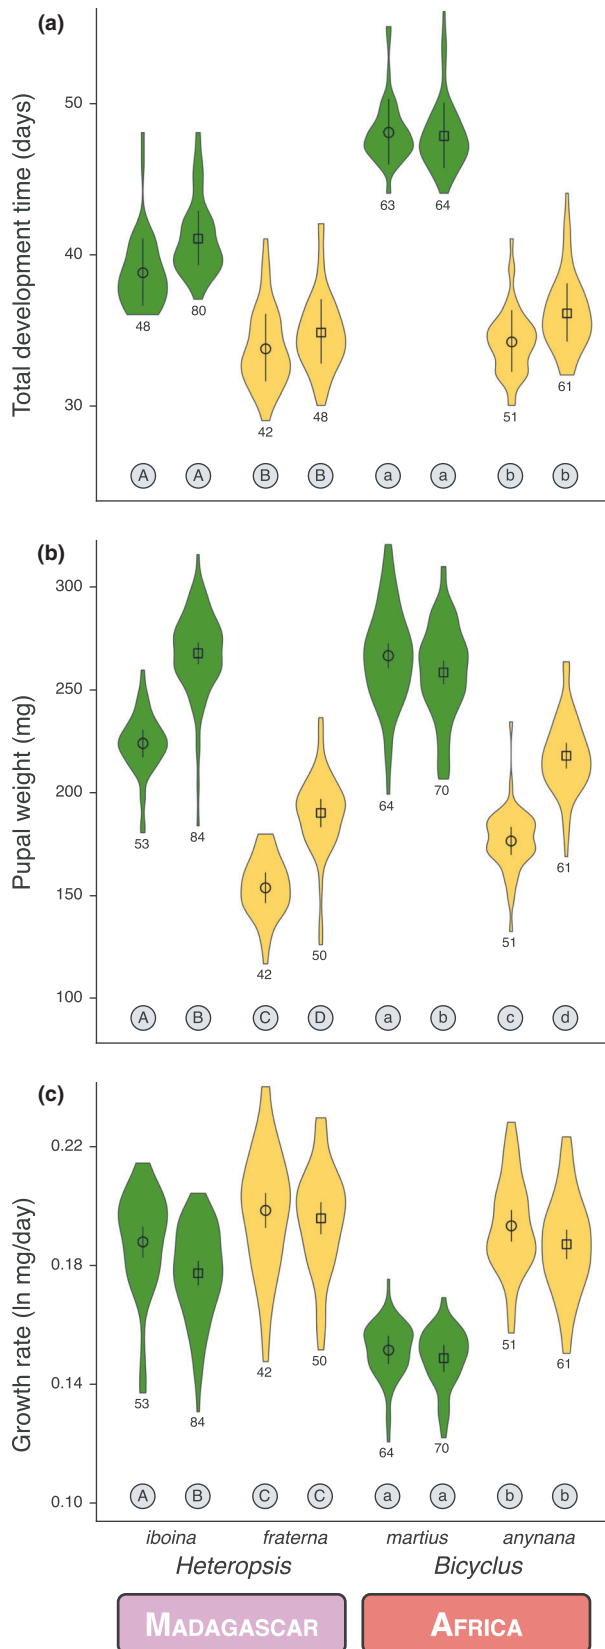 (a)
Total development time (days)
50
40
30
63 64
48 80
42 48
51 61
A A B B a a b b
(b)
Pupal weight (mg)
300
250
200
150
100
53 84
42 50
64 70
51 61
A B C D a b c d
(c)
Growth rate (ln mg/day)
0.22
0.18
0.14
0.10
53 84
42 50
64 70
51 61
A B C C a a b b
iboina fraterna martius anynana
Heteropsis Bicyclus
MADAGASCAR AFRICA